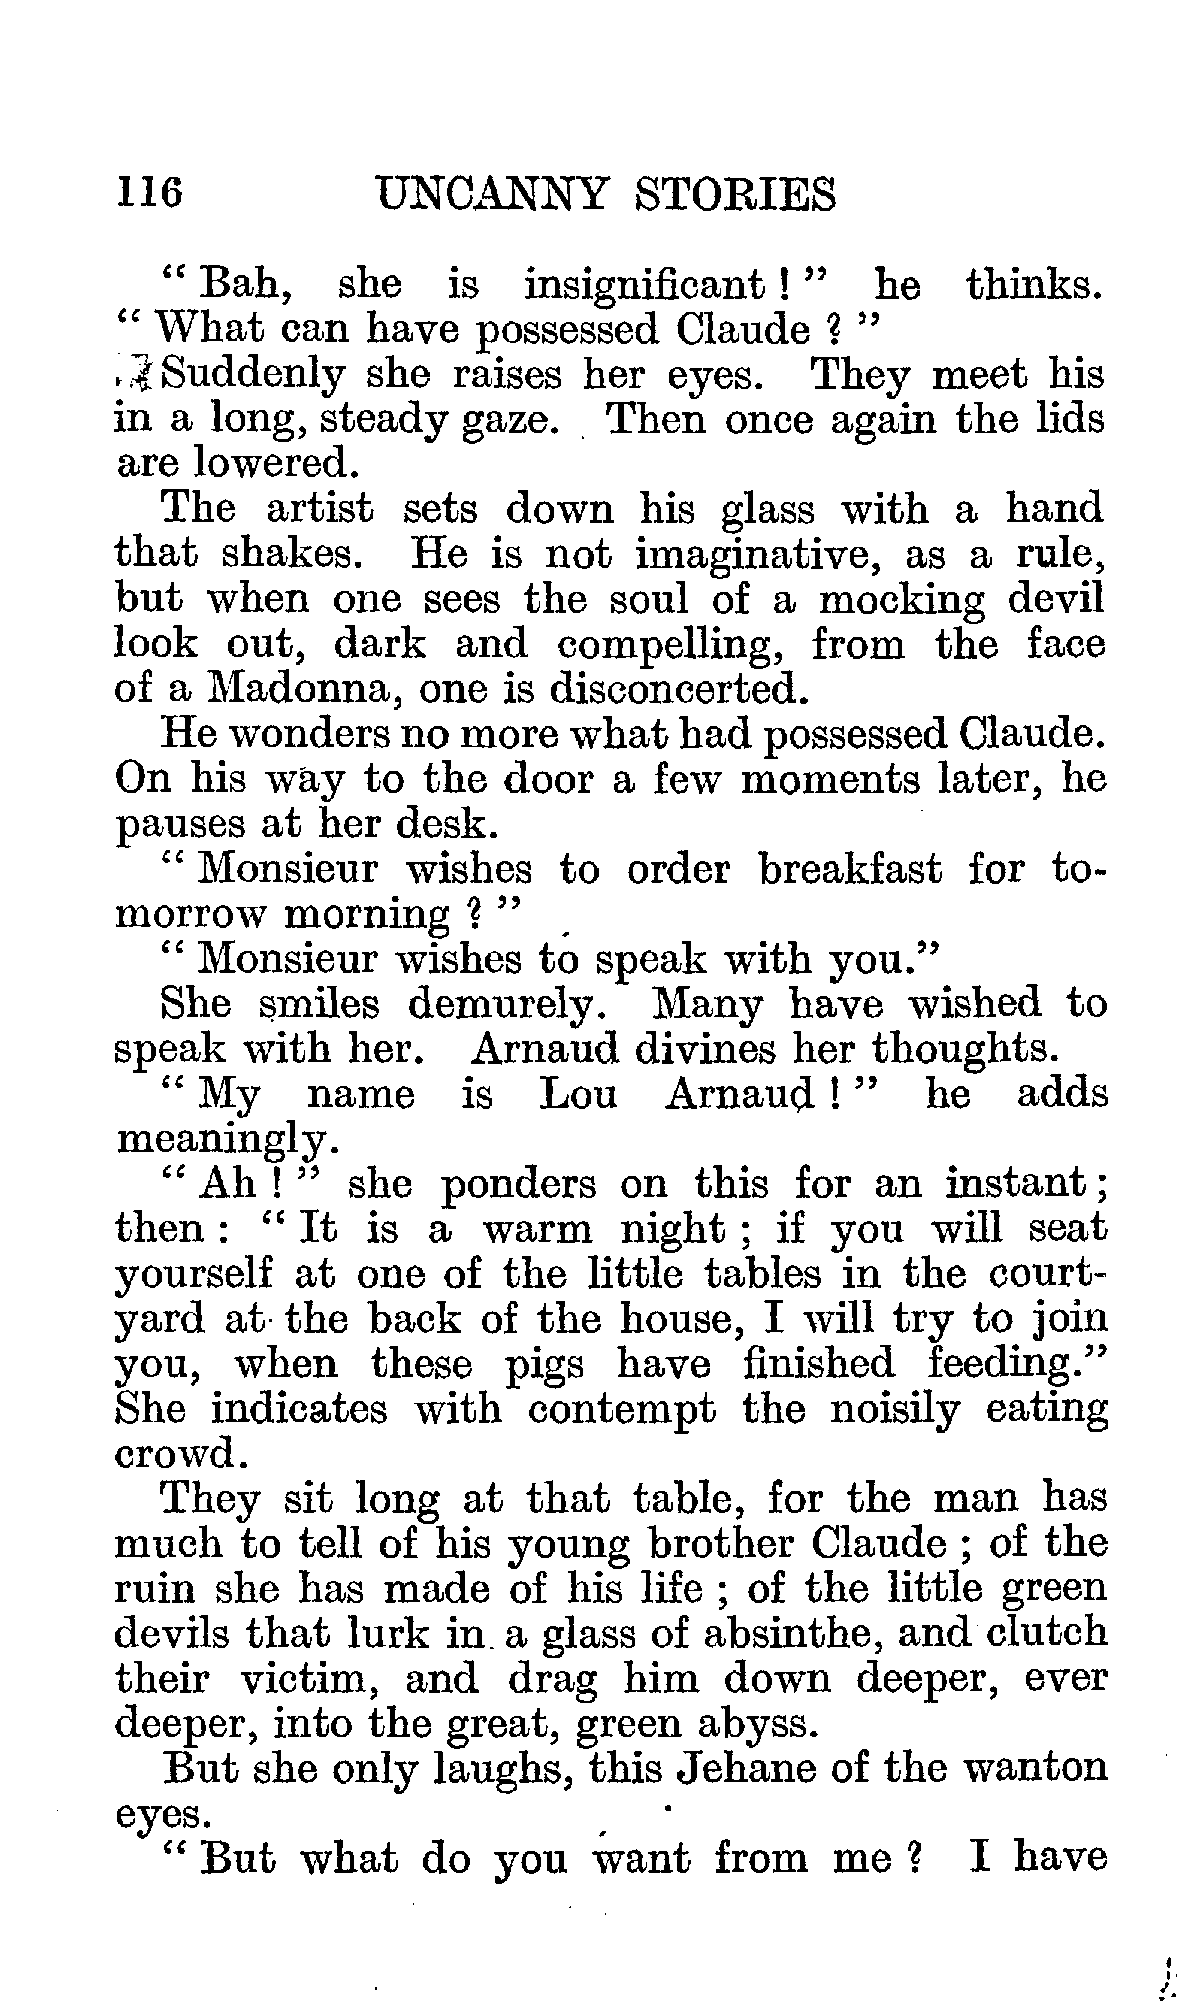 116 UNCANNY STORIES
“ Bah, she is insignificant ! ” he thinks.
“ What can have possessed Claude ? ”
Suddenly she raises her eyes. They meet his
in a long, steady gaze. Then once again the lids
are lowered.
The artist sets down his glass with a hand
that shakes. He is not imaginative, as a rule,
but when one sees the soul of a mocking devil
look out, dark and compelling, from the face
of a Madonna, one is disconcerted.
He wonders no more what had possessed Claude.
On his way to the door a few moments later, he
pauses at her desk.
“ Monsieur wishes to order breakfast for to-
morrow morning ? ”
“ Monsieur wishes to speak with you.”
She smiles demurely. Many have wished to
speak with her. Arnaud divines her thoughts.
“ My name is Lou Arnaud ! ” he adds
meaningly.
“ Ah ! ” she ponders on this for an instant ;
then : “ It is a warm night ; if you will seat
yourself at one of the little tables in the court-
yard at the back of the house, I will try to join
you, when these pigs have finished feeding.”
She indicates with contempt the noisily eating
crowd.
They sit long at that table, for the man has
much to tell of his young brother Claude ; of the
ruin she has made of his life ; of the little green
devils that lurk in a glass of absinthe, and clutch
their victim, and drag him down deeper, ever
deeper, into the great, green abyss.
But she only laughs, this Jehane of the wanton
eyes.
“ But what do you want from me ? I have